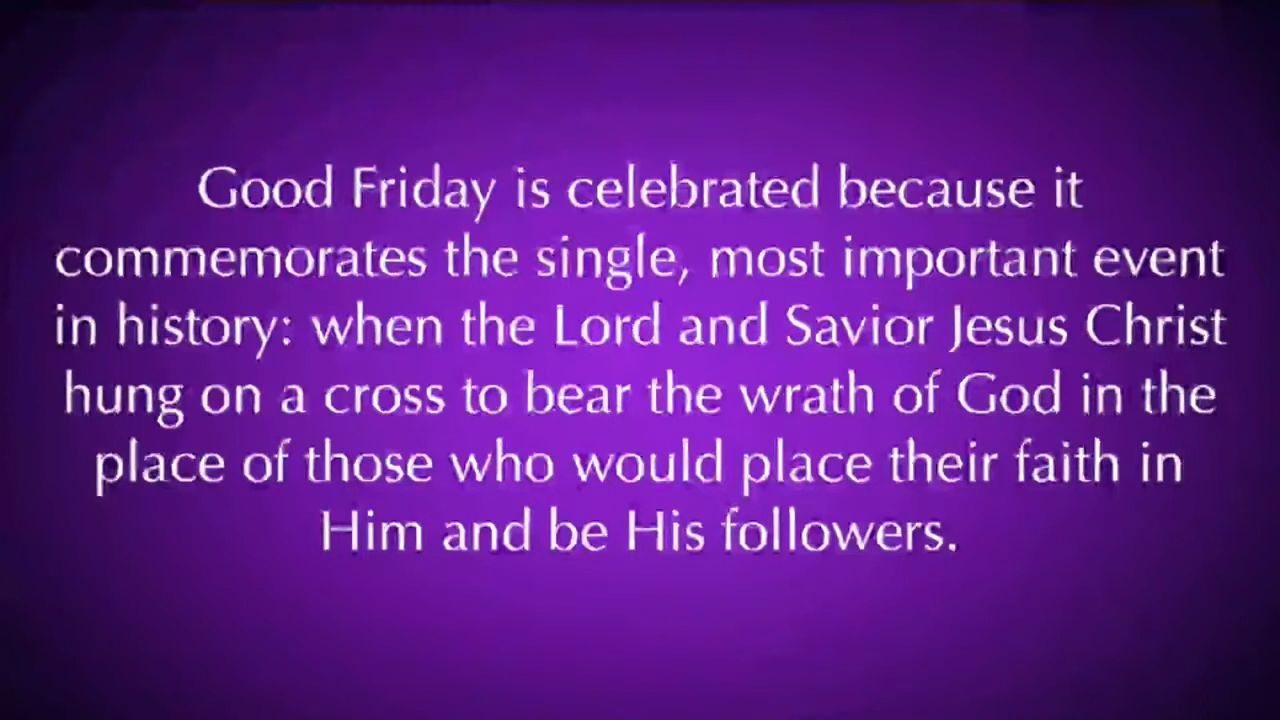 Good Friday is celebrated because it
commemorates the single, most important event
in history: when the Lord and Savior Jesus Christ
hung on a cross to bear the wrath of God in the
place of those who would place their faith in
Him and be His followers.